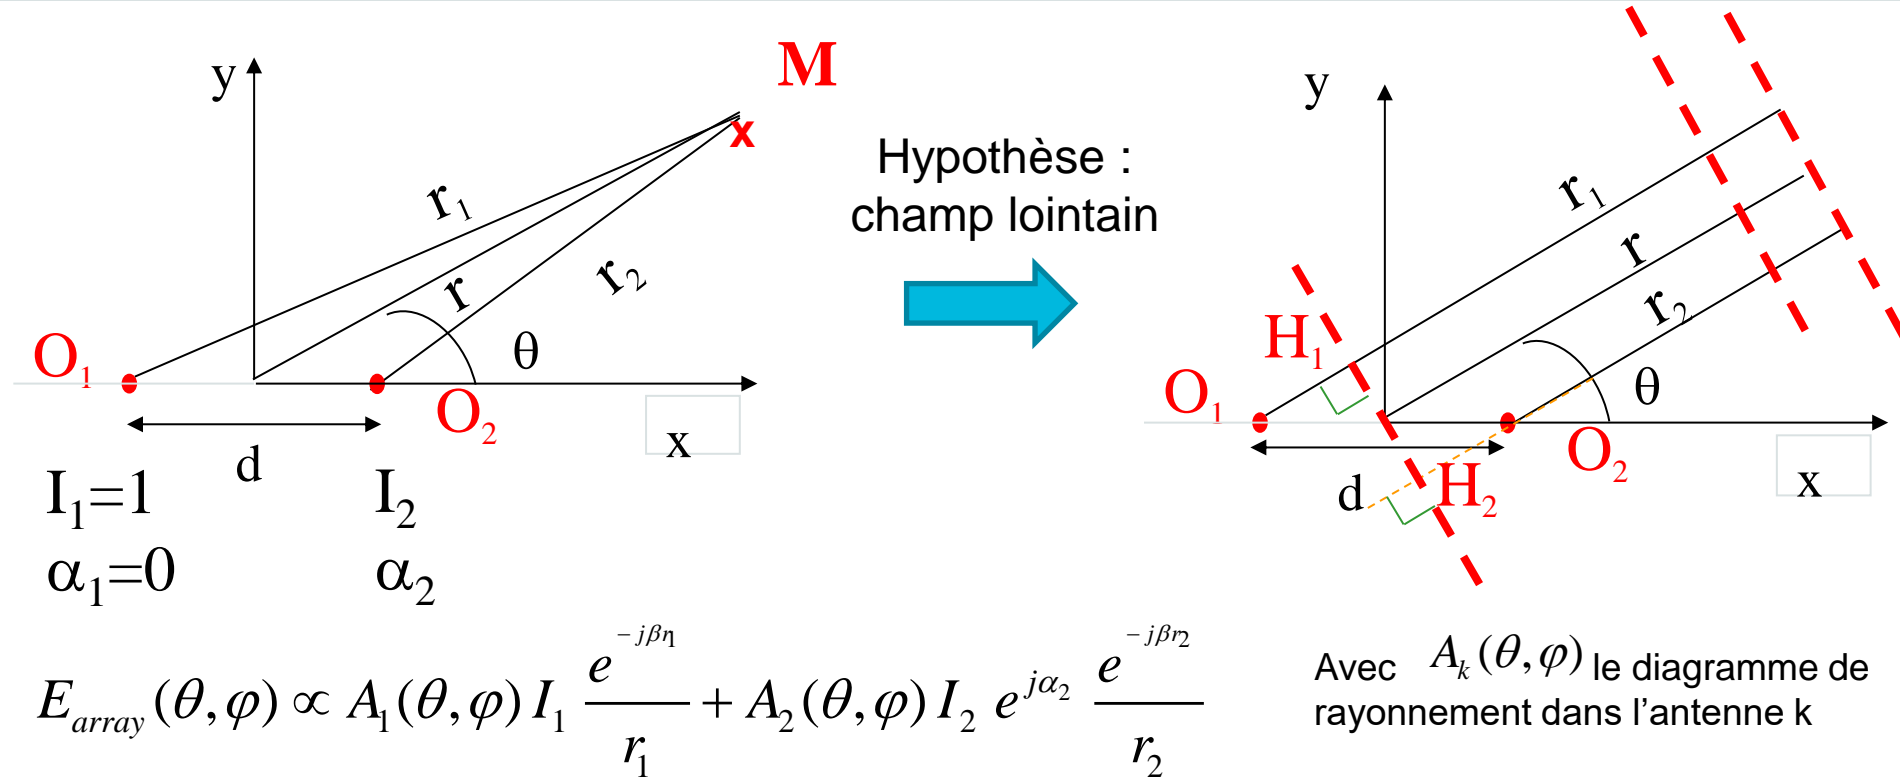 y
M
x
r₁
r
r₂
θ
O₁
O₂
d
x
I₁=1
I₂
α₁=0
α₂
Hypothèse :
champ lointain
y
r₁
r
r₂
H₁
θ
O₁
O₂
d
H₂
x
E_array (θ,φ) ∝ A₁(θ,φ) I₁ e^(-jβr₁) / r₁ + A₂(θ,φ) I₂ e^(jα₂) e^(-jβr₂) / r₂
Avec A_k (θ,φ) le diagramme de
rayonnement dans l'antenne k